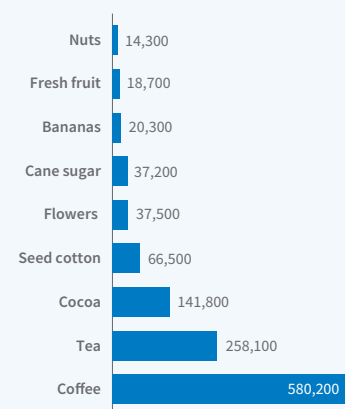 Nuts 14,300
Fresh fruit 18,700
Bananas 20,300
Cane sugar 37,200
Flowers 37,500
Seed cotton 66,500
Cocoa 141,800
Tea 258,100
Coffee 580,200